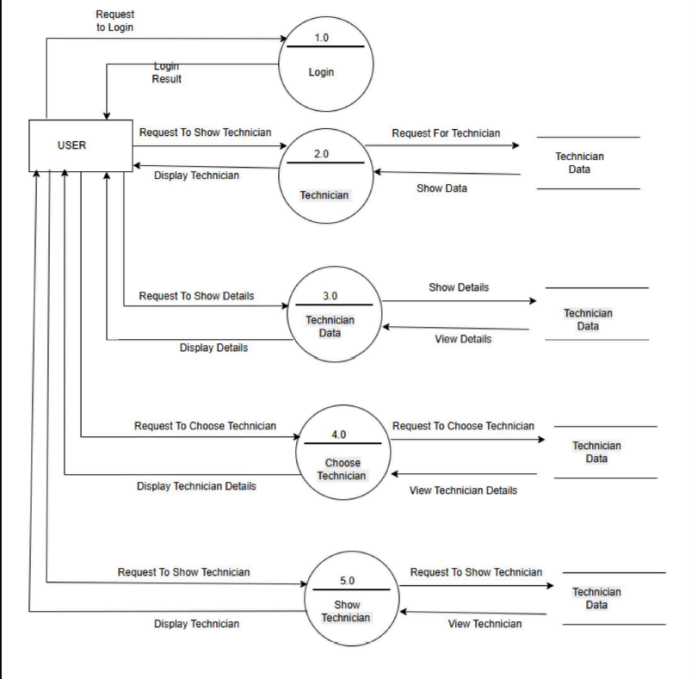 Request
to Login
1.0
Login
Login
Result
USER
Request To Show Technician
Display Technician
2.0
Technician
Request For Technician
Show Data
Technician
Data
Request To Show Details
Display Details
3.0
Technician
Data
Show Details
View Details
Technician
Data
Request To Choose Technician
Display Technician Details
4.0
Choose
Technician
Request To Choose Technician
View Technician Details
Technician
Data
Request To Show Technician
Display Technician
5.0
Show
Technician
Request To Show Technician
View Technician
Technician
Data